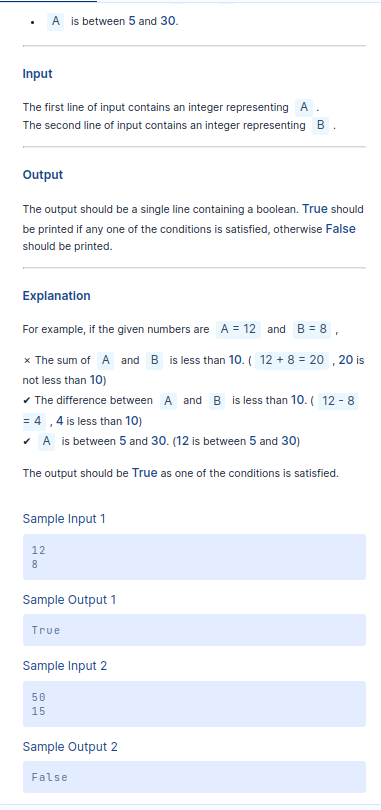 • A is between 5 and 30.
Input
The first line of input contains an integer representing A .
The second line of input contains an integer representing B .
Output
The output should be a single line containing a boolean. True should
be printed if any one of the conditions is satisfied, otherwise False
should be printed.
Explanation
For example, if the given numbers are A = 12 and B = 8 ,
✕ The sum of A and B is less than 10. ( 12 + 8 = 20 , 20 is
not less than 10)
✔ The difference between A and B is less than 10. ( 12 - 8
= 4 , 4 is less than 10)
✔ A is between 5 and 30. (12 is between 5 and 30)
The output should be True as one of the conditions is satisfied.
Sample Input 1
12
8
Sample Output 1
True
Sample Input 2
50
15
Sample Output 2
False